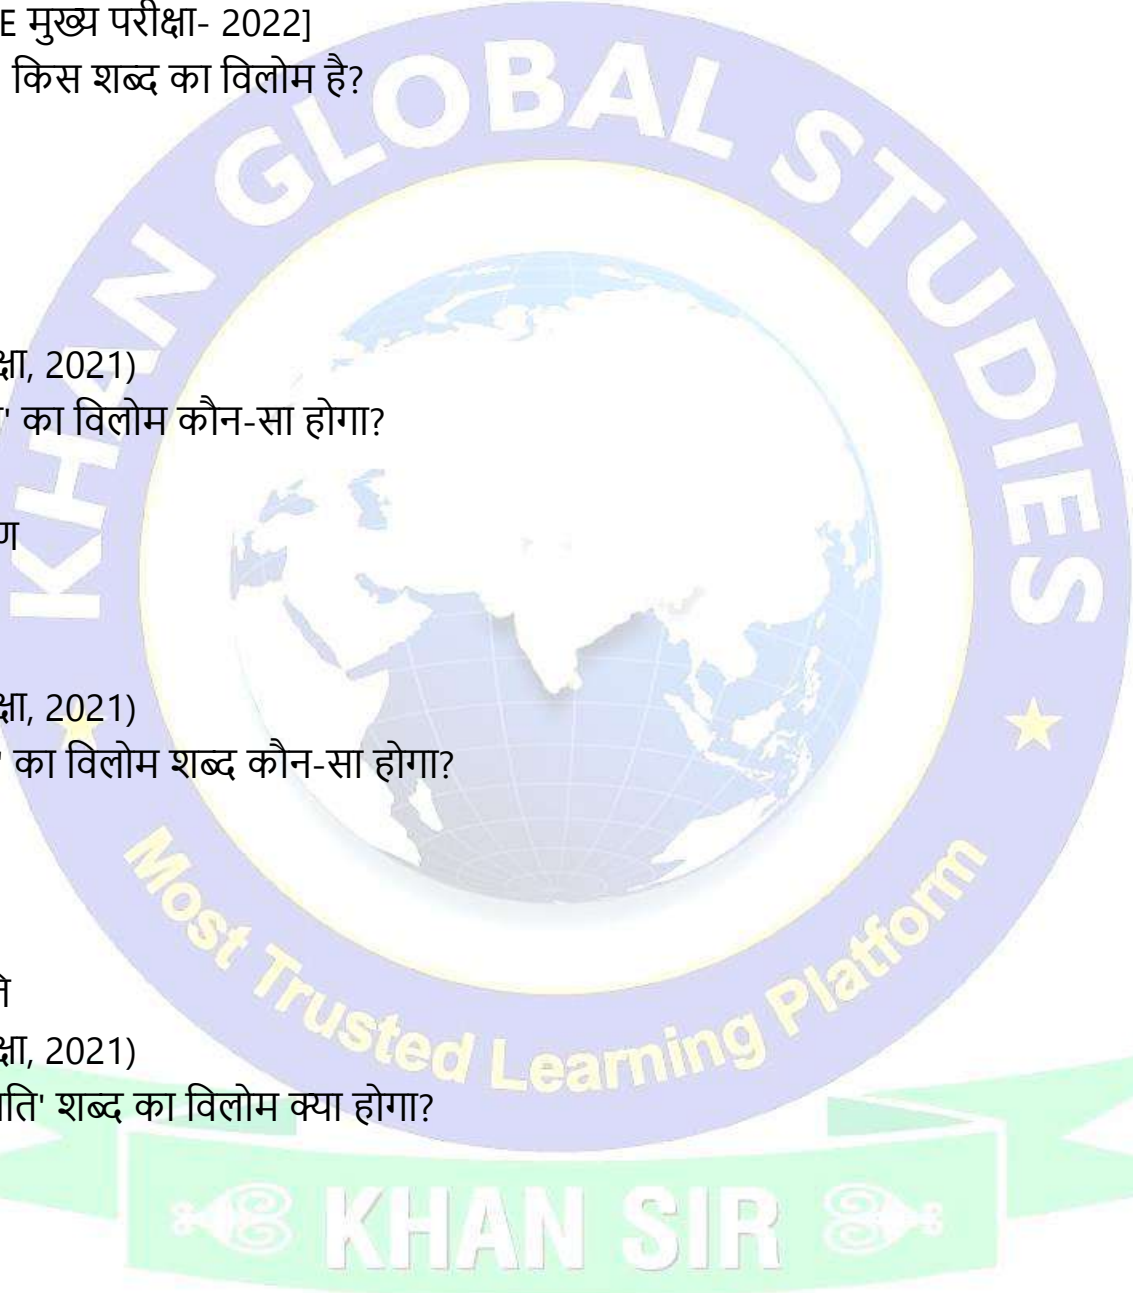 E मुख्य परीक्षा- 2022]
किस शब्द का विलोम है?
KHAN GLOBAL STUDIES
क्षा, 2021)
' का विलोम कौन-सा होगा?
ण
क्षा, 2021)
' का विलोम शब्द कौन-सा होगा?
ति
क्षा, 2021)
ति' शब्द का विलोम क्या होगा?
Most Trusted Learning Platform
KHAN SIR